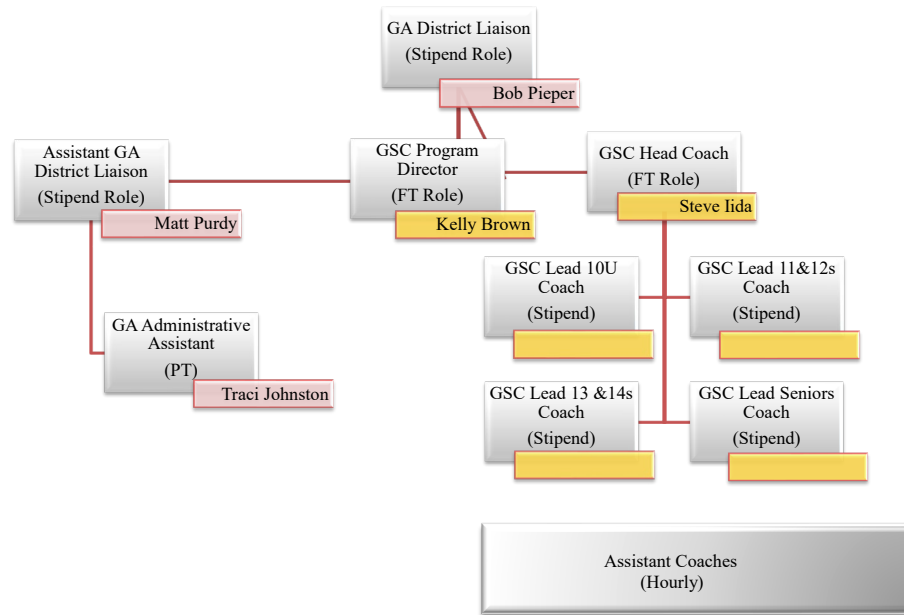 GA District Liaison
(Stipend Role)
Bob Pieper
Assistant GA
District Liaison
(Stipend Role)
Matt Purdy
GSC Program
Director
(FT Role)
Kelly Brown
GSC Head Coach
(FT Role)
Steve Iida
GA Administrative
Assistant
(PT)
Traci Johnston
GSC Lead 10U
Coach
(Stipend)
GSC Lead 11&12s
Coach
(Stipend)
GSC Lead 13 &14s
Coach
(Stipend)
GSC Lead Seniors
Coach
(Stipend)
Assistant Coaches
(Hourly)